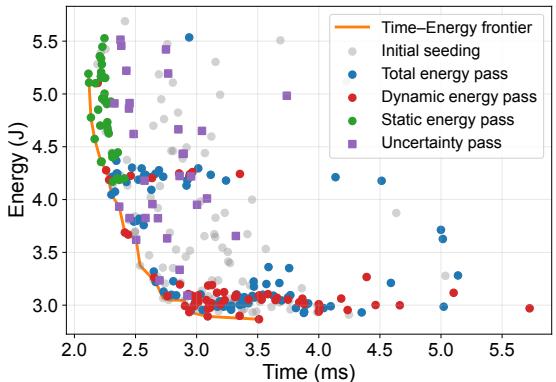 Time–Energy frontier
Initial seeding
Total energy pass
Dynamic energy pass
Static energy pass
Uncertainty pass
Energy (J)
5.5
5.0
4.5
4.0
3.5
3.0
2.0
2.5
3.0
3.5
4.0
4.5
5.0
5.5
Time (ms)